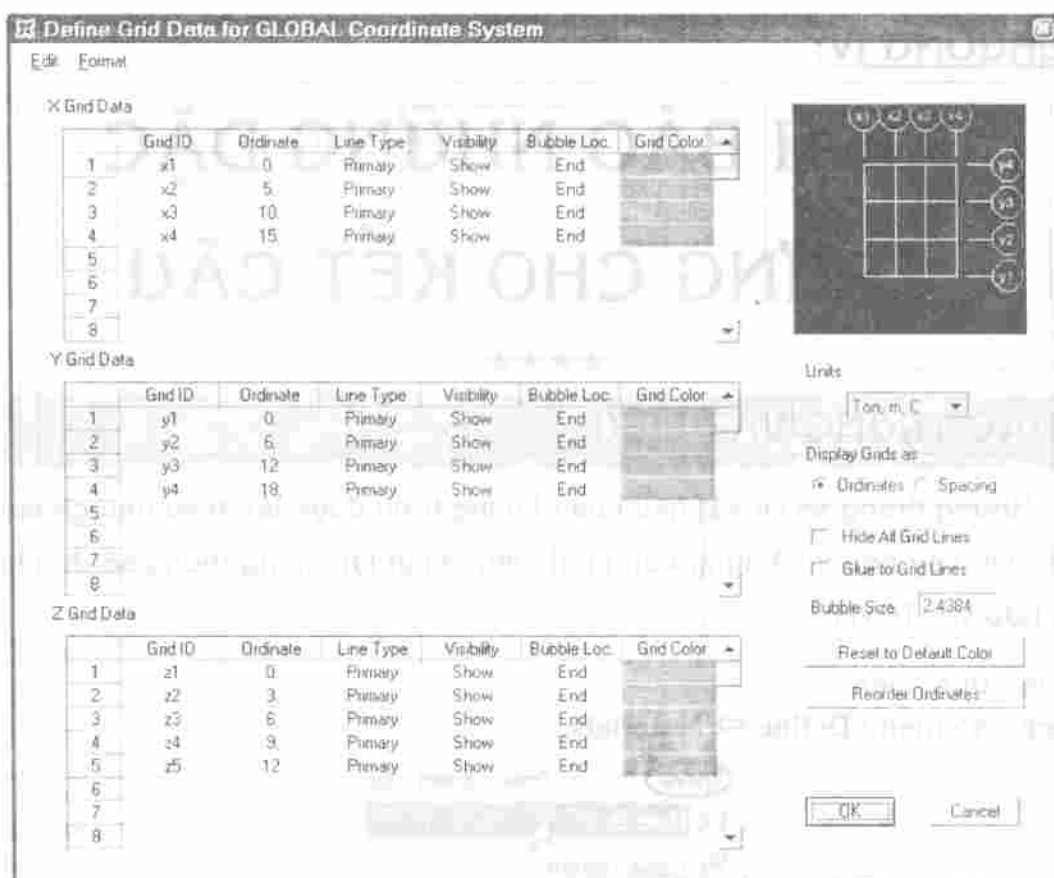 Define Grid Data for GLOBAL Coordinate System
Edit Format
X Grid Data
Grid ID Ordinate Line Type Visibility Bubble Loc. Grid Color
1 x1 0. Primary Show End
2 x2 5. Primary Show End
3 x3 10. Primary Show End
4 x4 15. Primary Show End
5
6
7
8
Y Grid Data
Grid ID Ordinate Line Type Visibility Bubble Loc. Grid Color
1 y1 0. Primary Show End
2 y2 6. Primary Show End
3 y3 12. Primary Show End
4 y4 18. Primary Show End
5
6
7
8
Z Grid Data
Grid ID Ordinate Line Type Visibility Bubble Loc. Grid Color
1 z1 0. Primary Show End
2 z2 3. Primary Show End
3 z3 6. Primary Show End
4 z4 9. Primary Show End
5 z5 12. Primary Show End
6
7
8
x1 x2 x3 x4
y4
y3
y2
y1
Units
Ton, m, C
Display Grids as
Ordinates Spacing
Hide All Grid Lines
Glue to Grid Lines
Bubble Size 2.4384
Reset to Default Color
Reorder Ordinates
OK Cancel